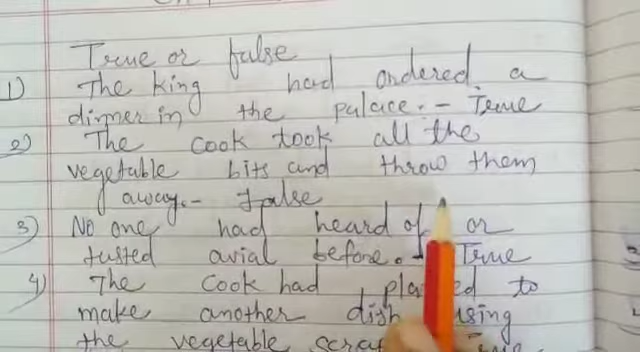 True or false
1) The king had ordered a
dinner in the palace. - True
2) The cook took all the
vegetable bits and throw them
away. - False
3) No one had heard of or
tasted avial before. - True
4) The cook had to
make another dish using
the vegetable